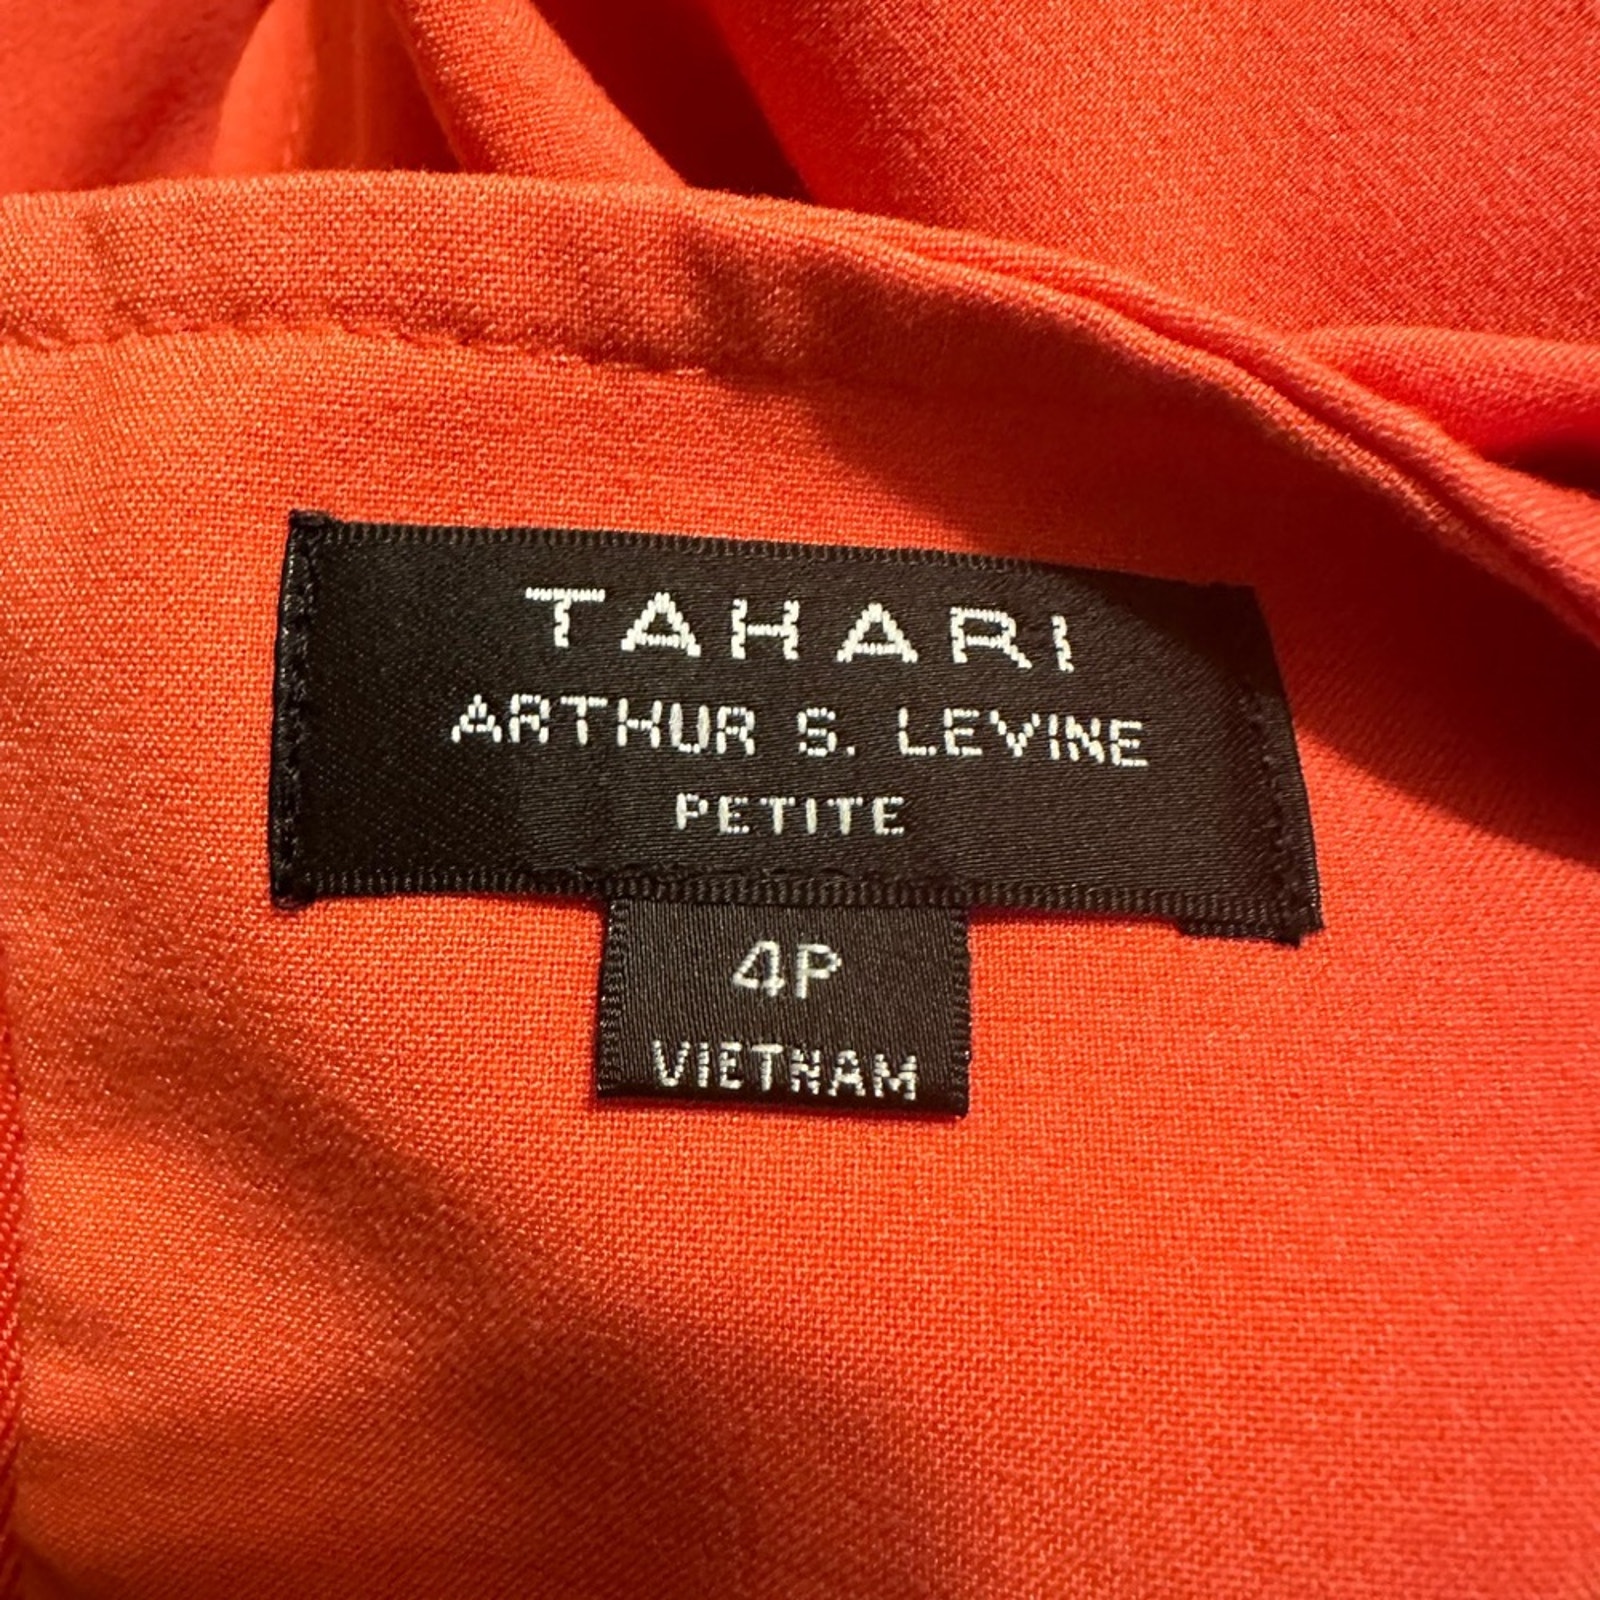 TAHARI
ARTHUR S. LEVINE
PETITE
4P
VIETNAM